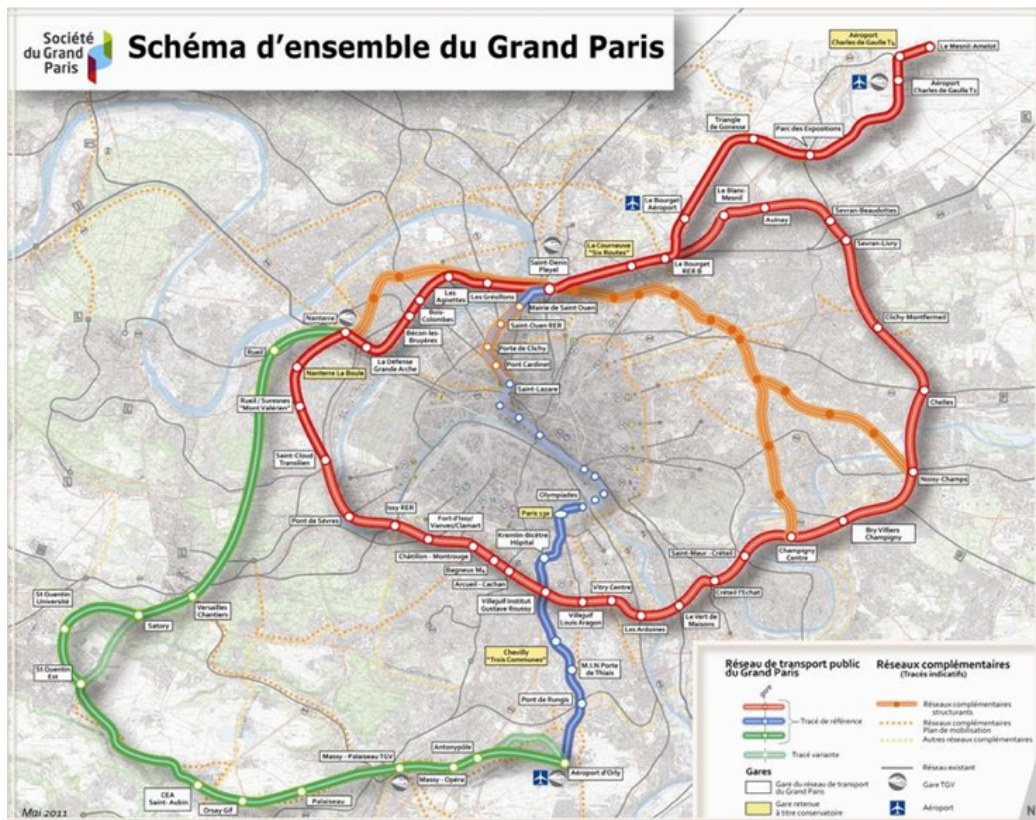 Société
du Grand
Paris
Schéma d'ensemble du Grand Paris
Aéroport
Charles de Gaulle T4
Le Mesnil-Amelot
Aéroport
Charles de Gaulle T2
Triangle
de Gonesse
Parc des Expositions
Le Bourget
Aéroport
Le Blanc-
Mesnil
Aulnay
Sevran-Beaudottes
Sevran-Livry
La Courneuve
"Six Routes"
Le Bourget
RER B
Saint-Denis
Pleyel
Les
Agnettes
Les Grésillons
Mairie de Saint Ouen
Bois-
Colombes
Saint-Ouen RER
Clichy Montfermeil
Nanterre
Bécon-les-
Bruyères
Porte de Clichy
Rueil
La Défense
Grande Arche
Pont Cardinet
Nanterre La Boule
Saint-Lazare
Chelles
Rueil / Suresnes
"Mont Valérien"
Saint-Cloud
Transilien
Noisy-Champs
Olympiades
Issy RER
Paris 13e
Pont de Sèvres
Fort-d'Issy/
Vanves/Clamart
Kremlin-Bicêtre
Hôpital
Bry Villiers
Champigny
Champigny
Centre
Châtillon - Montrouge
Saint-Maur - Créteil
Bagneux M4
Arcueil - Cachan
Vitry Centre
Créteil l'Echat
St Quentin
Université
Versailles
Chantiers
Villejuif Institut
Gustave Roussy
Villejuif
Louis Aragon
Le Vert de
Maisons
Satory
Les Ardoines
Chevilly
"Trois Communes"
M.I.N Porte
de Thiais
St Quentin
Est
Pont de Rungis
Antonypôle
Massy - Palaiseau TGV
Massy - Opéra
Aéroport d'Orly
CEA
Saint- Aubin
Orsay Gif
Palaiseau
Mai 2011
Réseau de transport public
du Grand Paris
Tracé de référence
Tracé variante
Gares
Gare du réseau de transport
du Grand Paris
Gare retenue
à titre conservatoire
Réseaux complémentaires
(Tracés indicatifs)
Réseaux complémentaires
structurants
Réseaux complémentaires
Plan de mobilisation
Autres réseaux complémentaires
Réseau existant
Gare TGV
Aéroport
N